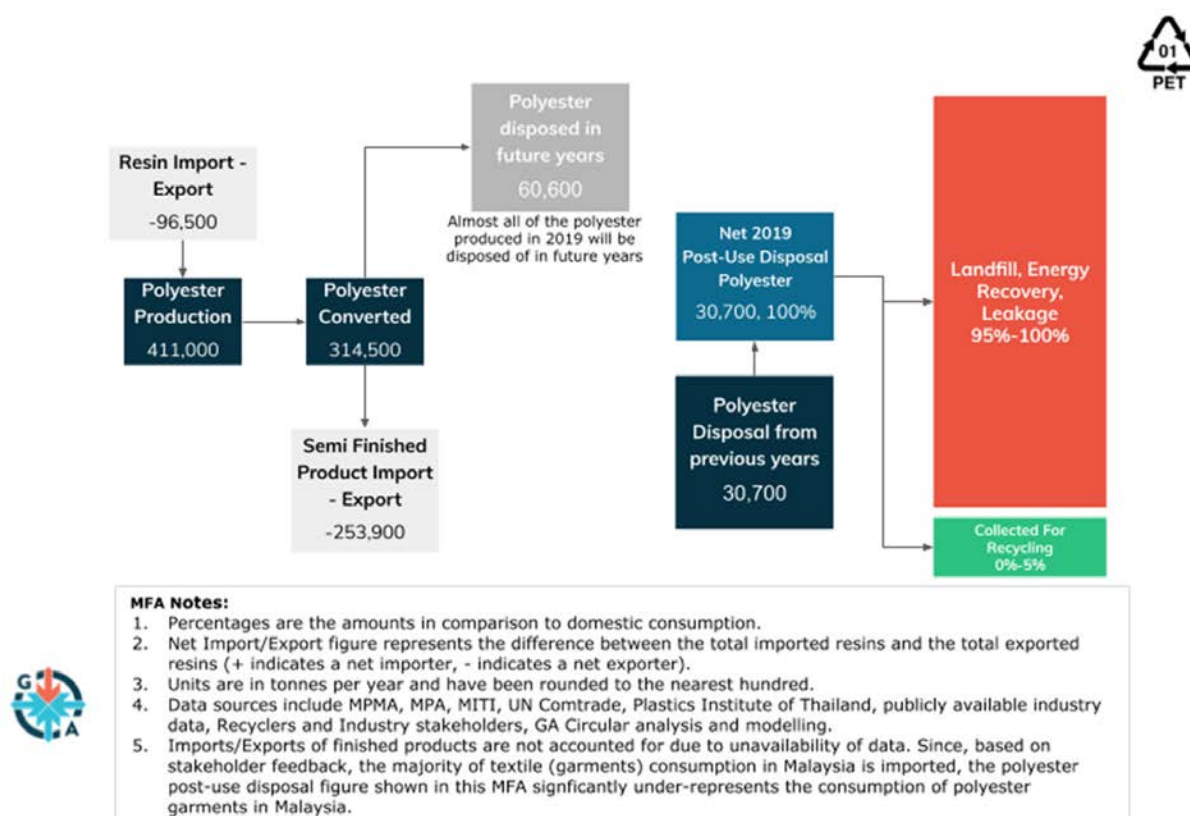 01
PET
Polyester
disposed in
future years
60,600
Almost all of the polyester
produced in 2019 will be
disposed of in future years
Resin Import -
Export
-96,500
Polyester
Production
411,000
Polyester
Converted
314,500
Semi Finished
Product Import
- Export
-253,900
Net 2019
Post-Use Disposal
Polyester
30,700, 100%
Polyester
Disposal from
previous years
30,700
Landfill, Energy
Recovery,
Leakage
95%-100%
Collected For
Recycling
0%-5%
MFA Notes:
1. Percentages are the amounts in comparison to domestic consumption.
2. Net Import/Export figure represents the difference between the total imported resins and the total exported
resins (+ indicates a net importer, - indicates a net exporter).
3. Units are in tonnes per year and have been rounded to the nearest hundred.
4. Data sources include MPMA, MPA, MITI, UN Comtrade, Plastics Institute of Thailand, publicly available industry
data, Recyclers and Industry stakeholders, GA Circular analysis and modelling.
5. Imports/Exports of finished products are not accounted for due to unavailability of data. Since, based on
stakeholder feedback, the majority of textile (garments) consumption in Malaysia is imported, the polyester
post-use disposal figure shown in this MFA signficantly under-represents the consumption of polyester
garments in Malaysia.
G
A